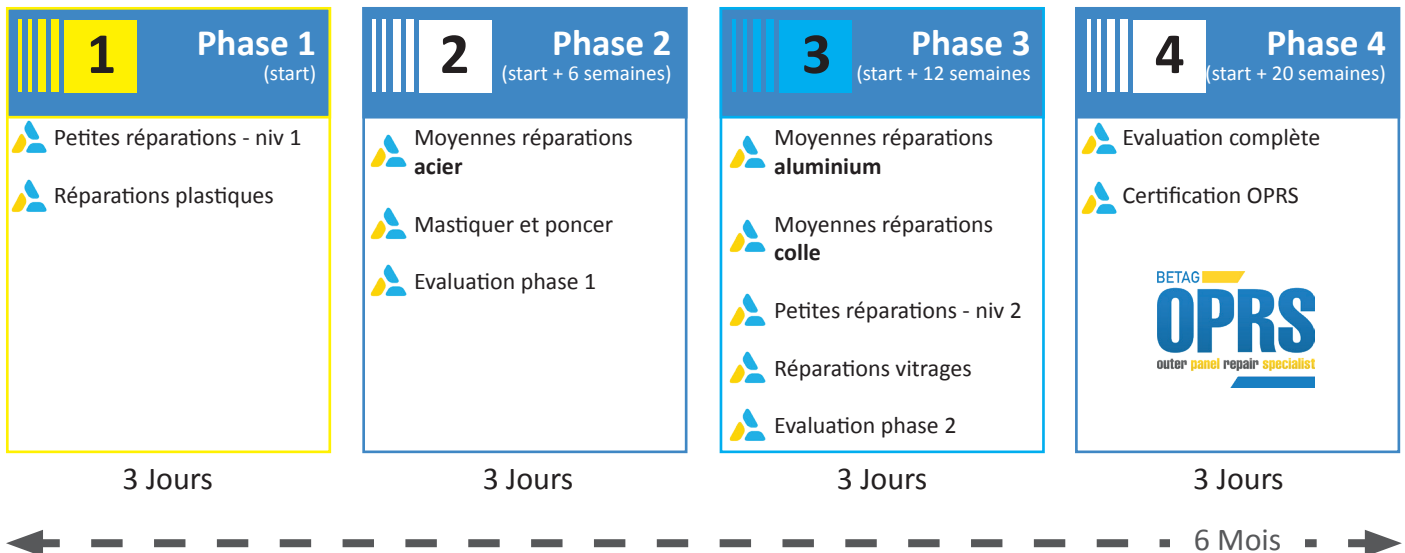 1
Phase 1
(start)
Petites réparations - niv 1
Réparations plastiques
3 Jours
2
Phase 2
(start + 6 semaines)
Moyennes réparations
acier
Mastiquer et poncer
Evaluation phase 1
3 Jours
3
Phase 3
(start + 12 semaines
Moyennes réparations
aluminium
Moyennes réparations
colle
Petites réparations - niv 2
Réparations vitrages
Evaluation phase 2
3 Jours
4
Phase 4
(start + 20 semaines)
Evaluation complète
Certification OPRS
BETAG
OPRS
outer panel repair specialist
3 Jours
6 Mois